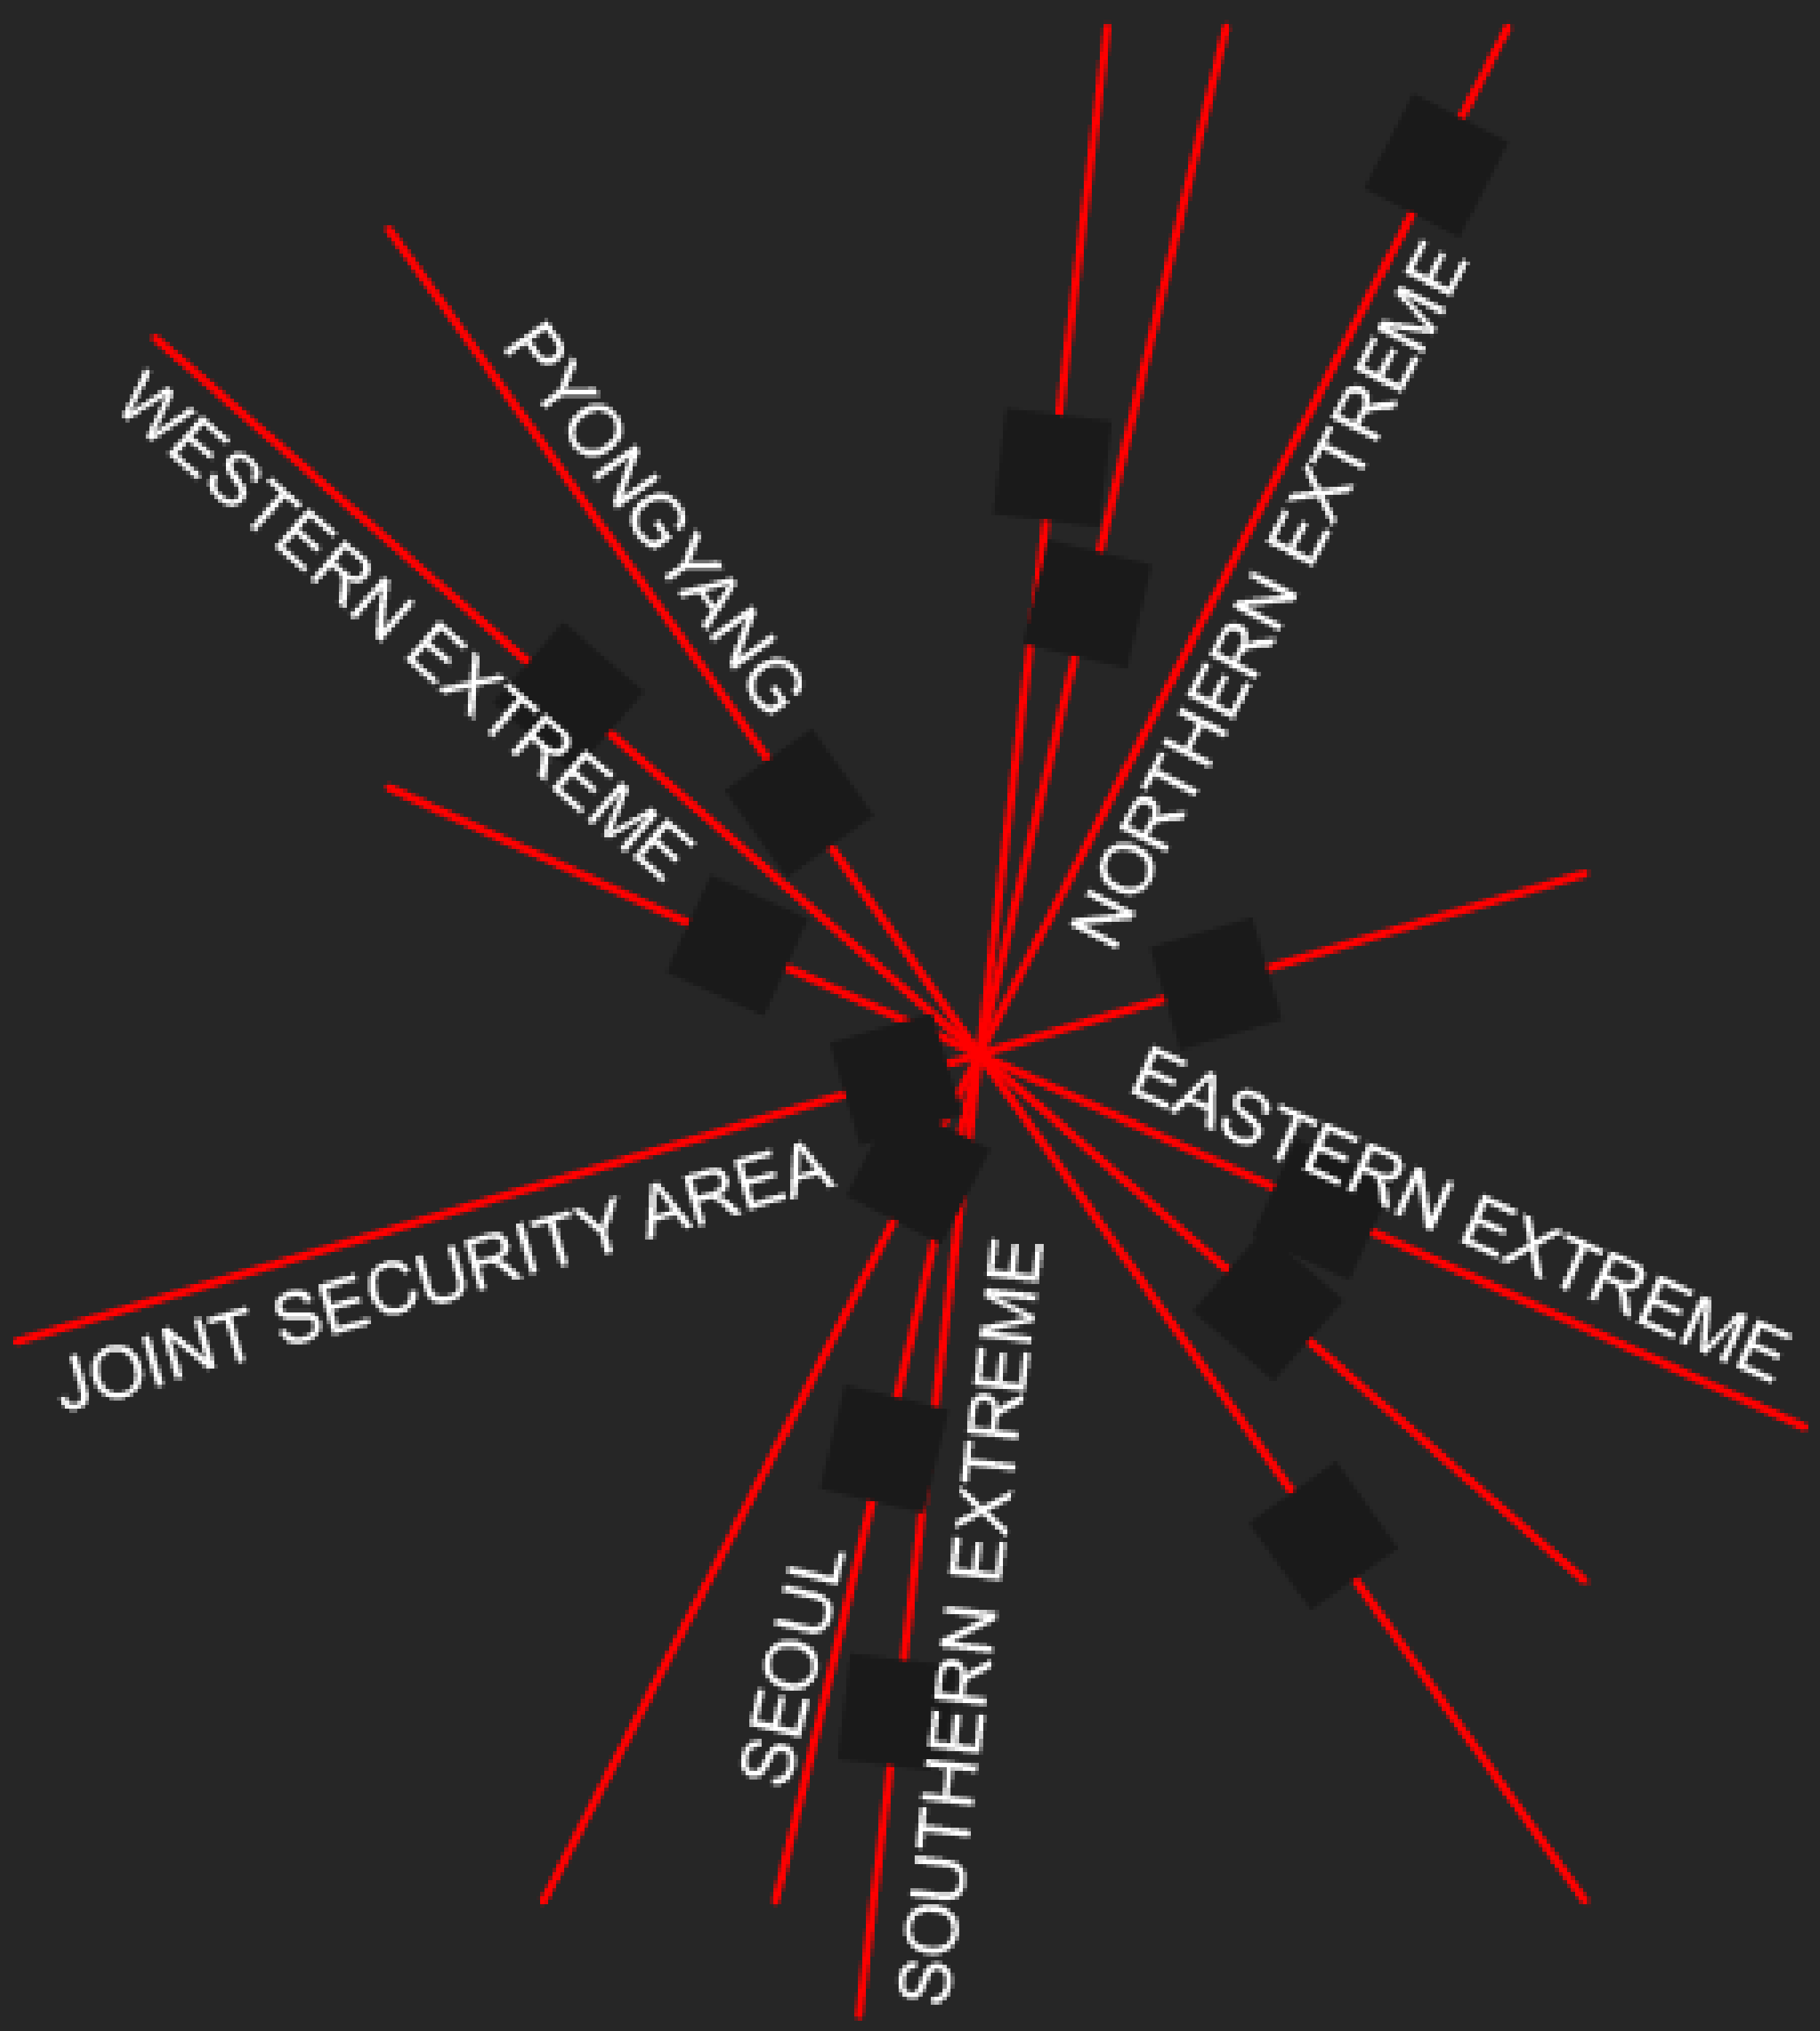 NORTHERN EXTREME
PYONGYANG
WESTERN EXTREME
EASTERN EXTREME
JOINT SECURITY AREA
SOUTHERN EXTREME
SEOUL